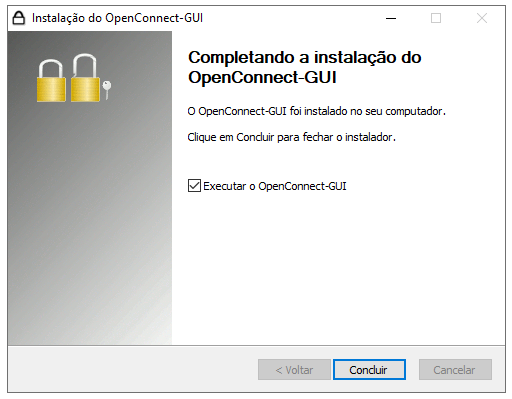 Instalação do OpenConnect-GUI
Completando a instalação do
OpenConnect-GUI
O OpenConnect-GUI foi instalado no seu computador.
Clique em Concluir para fechar o instalador.
Executar o OpenConnect-GUI
< Voltar
Concluir
Cancelar